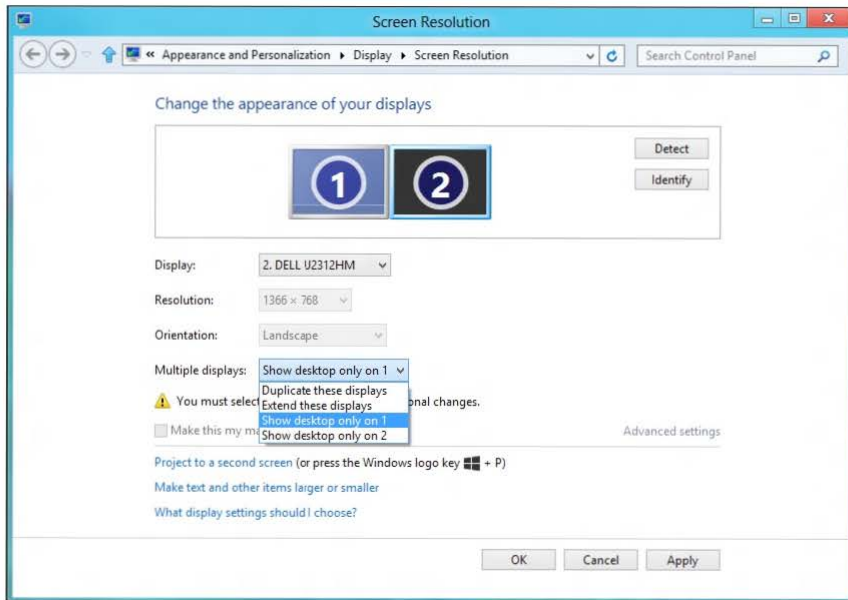 Screen Resolution
« Appearance and Personalization ▸ Display ▸ Screen Resolution
Search Control Panel
Change the appearance of your displays
1
2
Detect
Identify
Display: 2. DELL U2312HM
Resolution: 1366 × 768
Orientation: Landscape
Multiple displays: Show desktop only on 1
Duplicate these displays
Extend these displays
Show desktop only on 1
Show desktop only on 2
You must select onal changes.
Make this my ma
Advanced settings
Project to a second screen (or press the Windows logo key + P)
Make text and other items larger or smaller
What display settings should I choose?
OK
Cancel
Apply